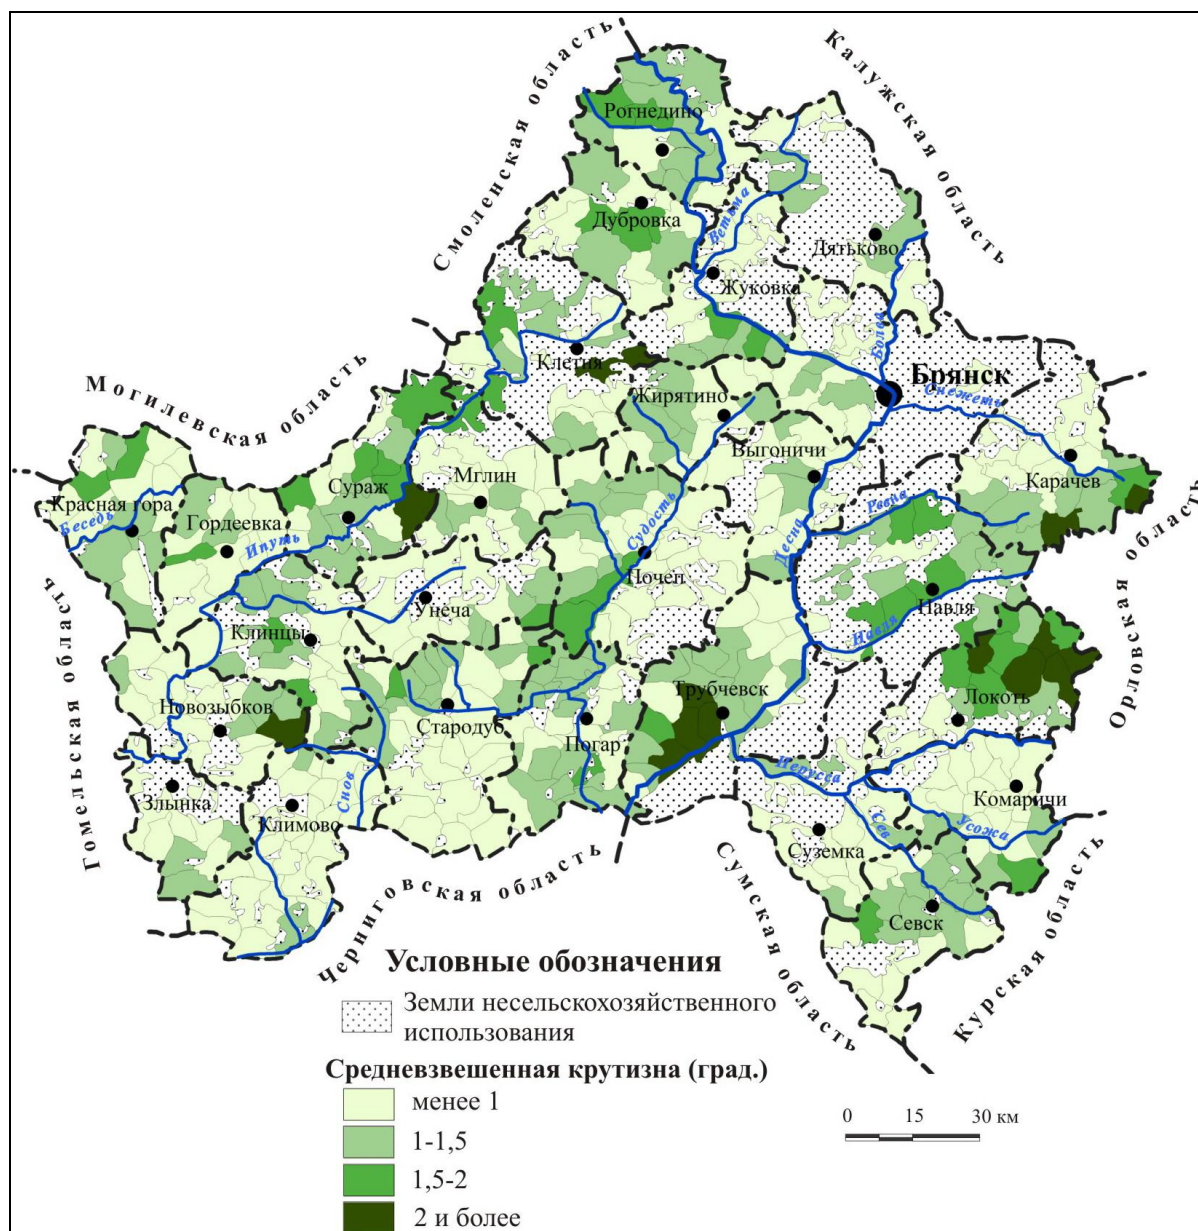 Смоленская область
Калужская область
Рогнедино
Дубровка
Ветьма
Дятьково
Жуковка
Болва
Клетня
Брянск
Снежеть
Могилевская область
Жирятино
Выгоничи
Карачев
Мглин
Сураж
Красная гора
Беседь
Гордеевка
Ипуть
Судость
Десна
Ревна
Орловская область
Почеп
Унеча
Навля
Навля
Клинцы
Гомельская область
Трубчевск
Локоть
Новозыбков
Стародуб
Погар
Злынка
Климово
Снов
Нерусса
Комаричи
Усожа
Сев
Суземка
Севск
Черниговская область
Сумская область
Курская область
Условные обозначения
Земли несельскохозяйственного
использования
Средневзвешенная крутизна (град.)
менее 1
1-1,5
1,5-2
2 и более
0 15 30 км